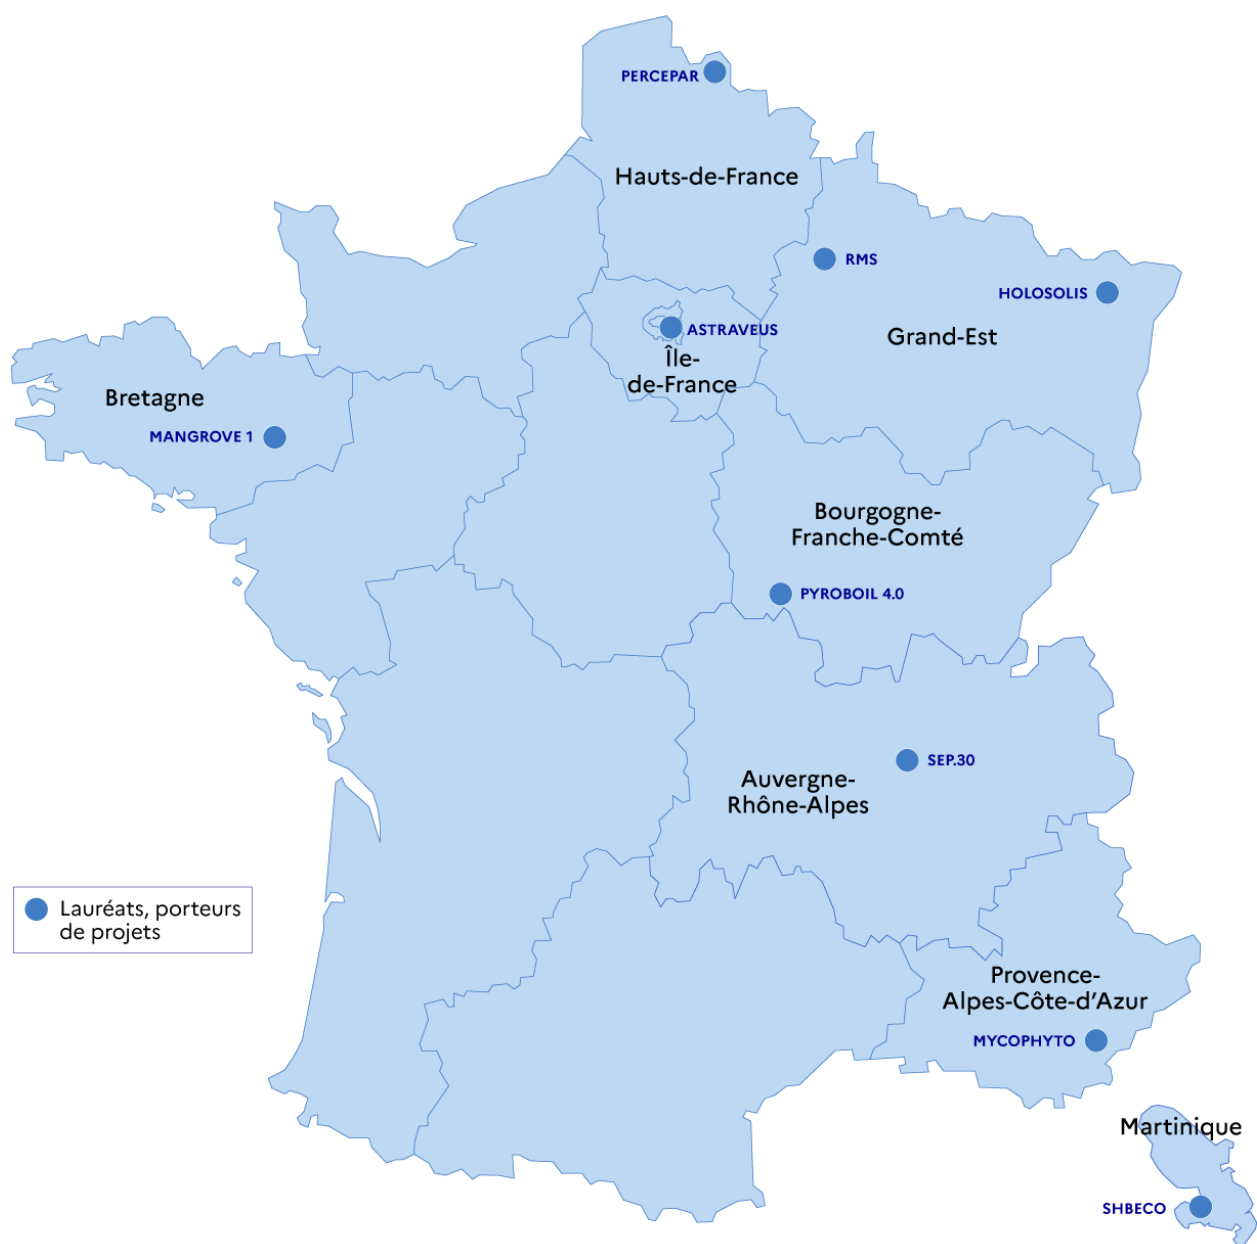 PERCEPAR
Hauts-de-France
RMS
HOLOSOLIS
ASTRAVEUS
Grand-Est
Île-
de-France
Bretagne
MANGROVE 1
Bourgogne-
Franche-Comté
PYROBOIL 4.0
SEP.30
Auvergne-
Rhône-Alpes
Lauréats, porteurs
de projets
Provence-
Alpes-Côte-d'Azur
MYCOPHYTO
Martinique
SHBECO